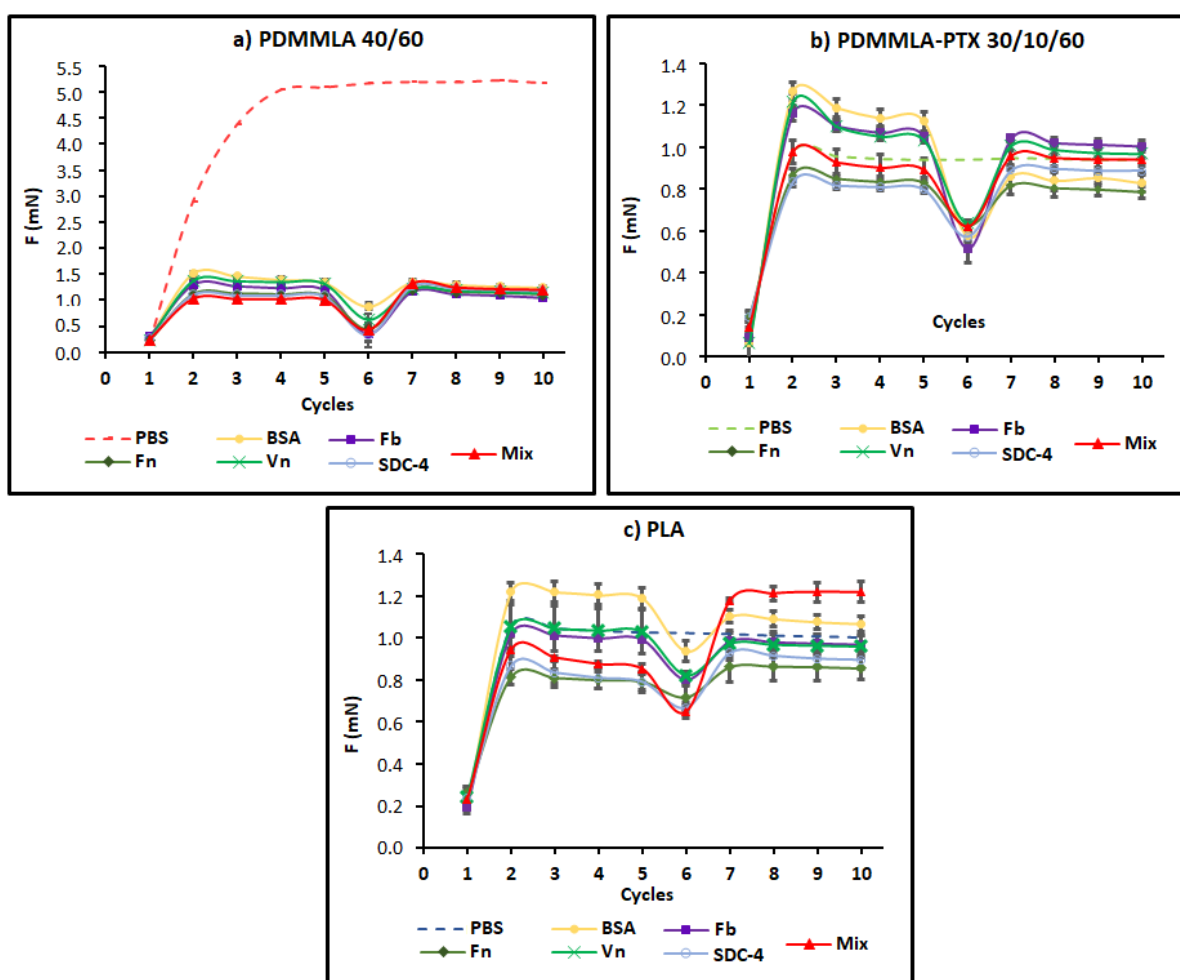 a) PDMMLA 40/60
5.5
5.0
4.5
4.0
3.5
3.0
2.5
2.0
1.5
1.0
0.5
0.0
F (mN)
0 1 2 3 4 5 6 7 8 9 10
Cycles
PBS BSA Fb
Fn Vn SDC-4 Mix
b) PDMMLA-PTX 30/10/60
1.4
1.2
1.0
0.8
0.6
0.4
0.2
0.0
F (mN)
Cycles
0 1 2 3 4 5 6 7 8 9 10
PBS BSA Fb
Fn Vn SDC-4 Mix
c) PLA
1.4
1.2
1.0
0.8
0.6
0.4
0.2
0.0
F (mN)
0 1 2 3 4 5 6 7 8 9 10
Cycles
PBS BSA Fb
Fn Vn SDC-4 Mix